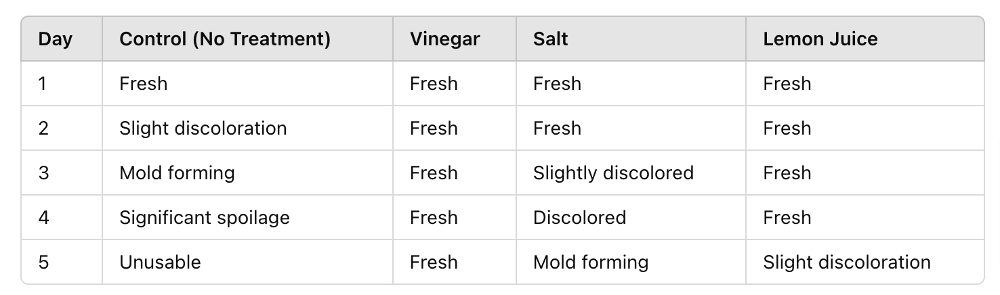 Day Control (No Treatment) Vinegar Salt Lemon Juice
1 Fresh Fresh Fresh Fresh
2 Slight discoloration Fresh Fresh Fresh
3 Mold forming Fresh Slightly discolored Fresh
4 Significant spoilage Fresh Discolored Fresh
5 Unusable Fresh Mold forming Slight discoloration